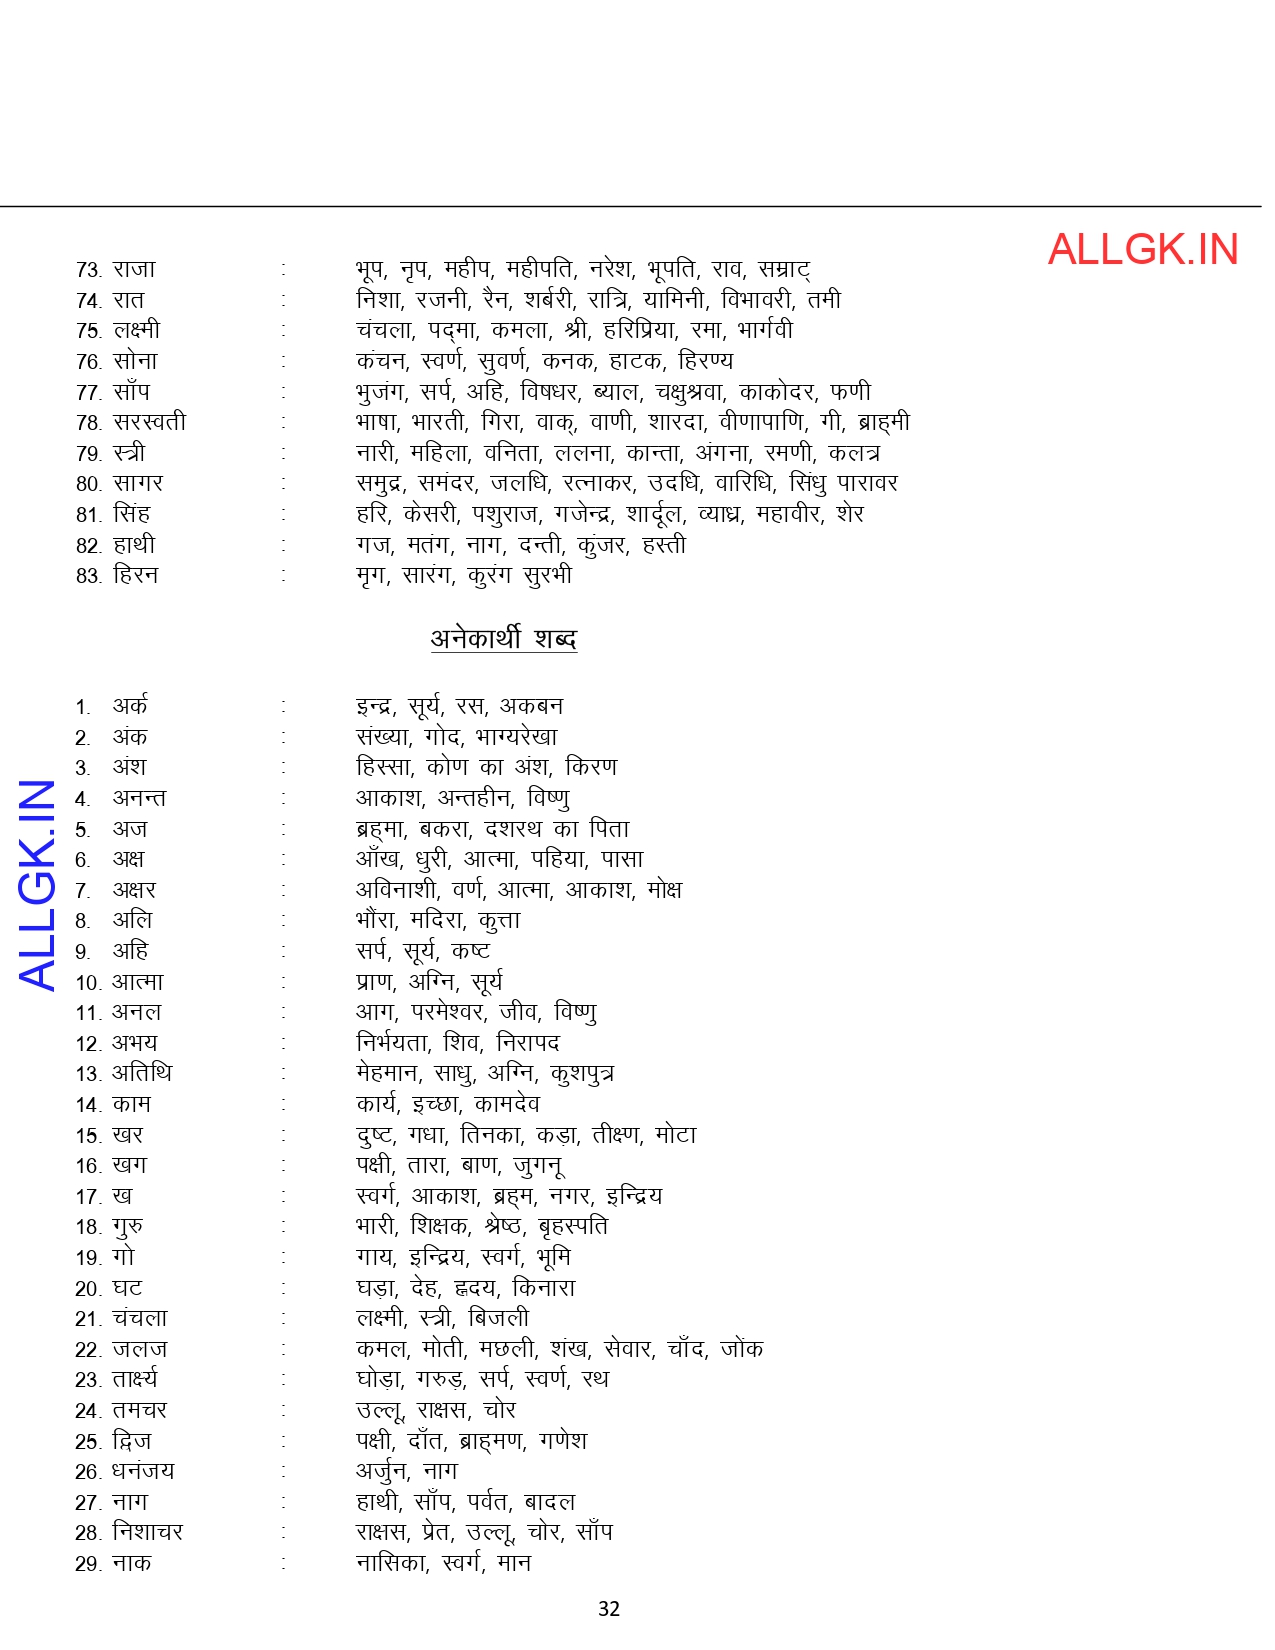 ALLGK.IN
73. राजा : भूप, नृप, महीप, महीपति, नरेश, भूपति, राव, सम्राट्
74. रात : निशा, रजनी, रैन, शर्बरी, रात्रि, यामिनी, विभावरी, तमी
75. लक्ष्मी : चंचला, पद्मा, कमला, श्री, हरिप्रिया, रमा, भार्गवी
76. सोना : कंचन, स्वर्ण, सुवर्ण, कनक, हाटक, हिरण्य
77. साँप : भुजंग, सर्प, अहि, विषधर, ब्याल, चक्षुश्रवा, काकोदर, फणी
78. सरस्वती : भाषा, भारती, गिरा, वाक्, वाणी, शारदा, वीणापाणि, गी, ब्राह्मी
79. स्त्री : नारी, महिला, वनिता, ललना, कान्ता, अंगना, रमणी, कलत्र
80. सागर : समुद्र, समंदर, जलधि, रत्नाकर, उदधि, वारिधि, सिंधु पारावर
81. सिंह : हरि, केसरी, पशुराज, गजेन्द्र, शार्दूल, व्याध्र, महावीर, शेर
82. हाथी : गज, मतंग, नाग, दन्ती, कुंजर, हस्ती
83. हिरन : मृग, सारंग, कुरंग सुरभी
अनेकार्थी शब्द
1. अर्क : इन्द्र, सूर्य, रस, अकबन
2. अंक : संख्या, गोद, भाग्यरेखा
3. अंश : हिस्सा, कोण का अंश, किरण
4. अनन्त : आकाश, अन्तहीन, विष्णु
5. अज : ब्रह्मा, बकरा, दशरथ का पिता
6. अक्ष : आँख, धुरी, आत्मा, पहिया, पासा
7. अक्षर : अविनाशी, वर्ण, आत्मा, आकाश, मोक्ष
8. अलि : भौंरा, मदिरा, कुत्ता
9. अहि : सर्प, सूर्य, कष्ट
10. आत्मा : प्राण, अग्नि, सूर्य
11. अनल : आग, परमेश्वर, जीव, विष्णु
12. अभय : निर्भयता, शिव, निरापद
13. अतिथि : मेहमान, साधु, अग्नि, कुशपुत्र
14. काम : कार्य, इच्छा, कामदेव
15. खर : दुष्ट, गधा, तिनका, कड़ा, तीक्ष्ण, मोटा
16. खग : पक्षी, तारा, बाण, जुगनू
17. ख : स्वर्ग, आकाश, ब्रह्म, नगर, इन्द्रिय
18. गुरु : भारी, शिक्षक, श्रेष्ठ, बृहस्पति
19. गो : गाय, इन्द्रिय, स्वर्ग, भूमि
20. घट : घड़ा, देह, हृदय, किनारा
21. चंचला : लक्ष्मी, स्त्री, बिजली
22. जलज : कमल, मोती, मछली, शंख, सेवार, चाँद, जोंक
23. तार्क्ष्य : घोड़ा, गरुड़, सर्प, स्वर्ण, रथ
24. तमचर : उल्लू, राक्षस, चोर
25. द्विज : पक्षी, दाँत, ब्राह्मण, गणेश
26. धनंजय : अर्जुन, नाग
27. नाग : हाथी, साँप, पर्वत, बादल
28. निशाचर : राक्षस, प्रेत, उल्लू, चोर, साँप
29. नाक : नासिका, स्वर्ग, मान
ALLGK.IN
32